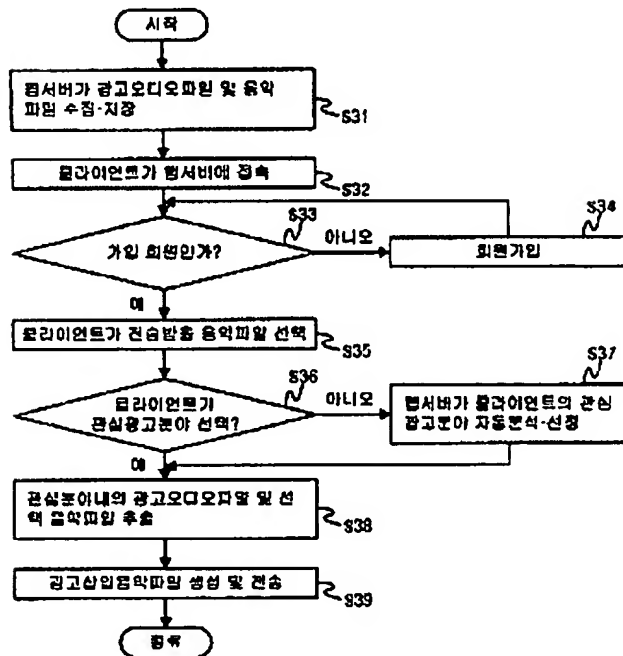 시작
웹서버가 광고오디오파일 및 음악
파일 수집·저장
S31
클라이언트가 웹서버에 접속
S32
S33
S34
가입 회원인가?
아니오
회원가입
예
클라이언트가 전송받을 음악파일 선택
S35
S36
S37
클라이언트가
관심광고분야 선택?
아니오
웹서버가 클라이언트의 관심
광고분야 자동분석·선정
예
관심분야내의 광고오디오파일 및 선
택 음악파일 추출
S38
광고삽입음악파일 생성 및 전송
S39
종료